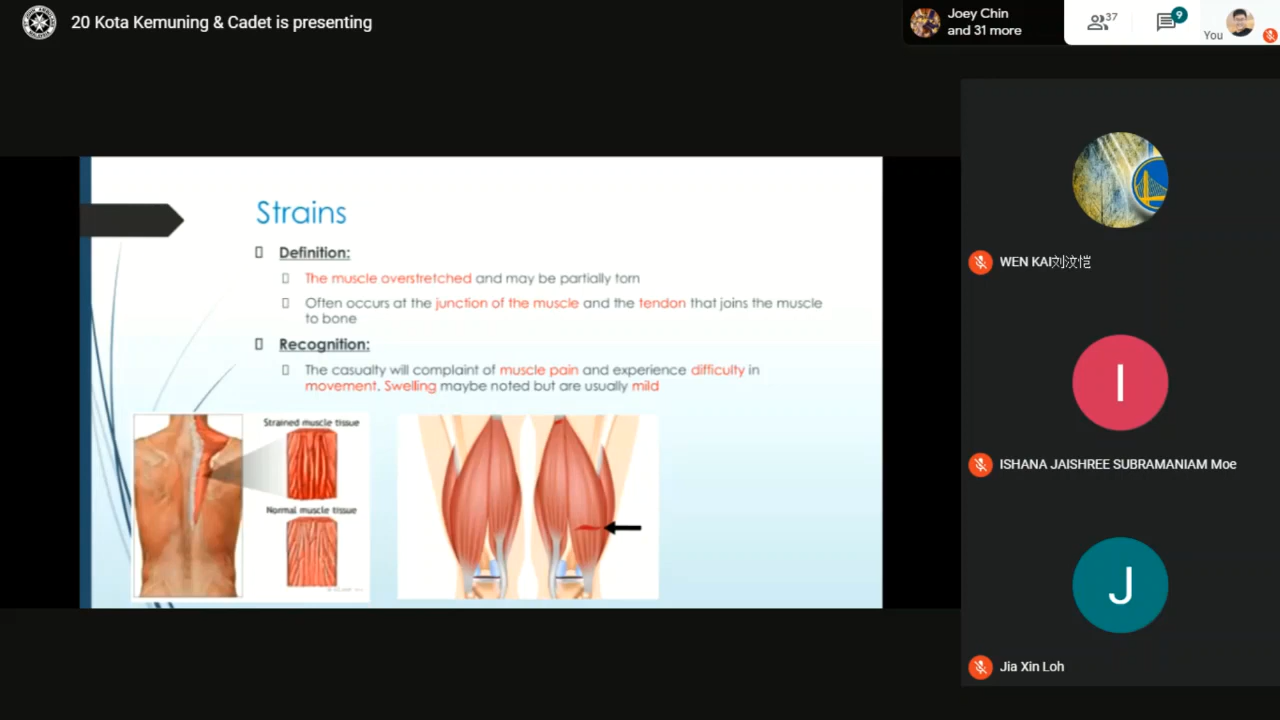 20 Kota Kemuning & Cadet is presenting
Joey Chin
and 31 more
37
9
You
Strains
Definition:
The muscle overstretched and may be partially torn
Often occurs at the junction of the muscle and the tendon that joins the muscle
to bone
Recognition:
The casualty will complaint of muscle pain and experience difficulty in
movement. Swelling maybe noted but are usually mild
Strained muscle tissue
Normal muscle tissue
WEN KAI刘汶恺
I
ISHANA JAISHREE SUBRAMANIAM Moe
J
Jia Xin Loh